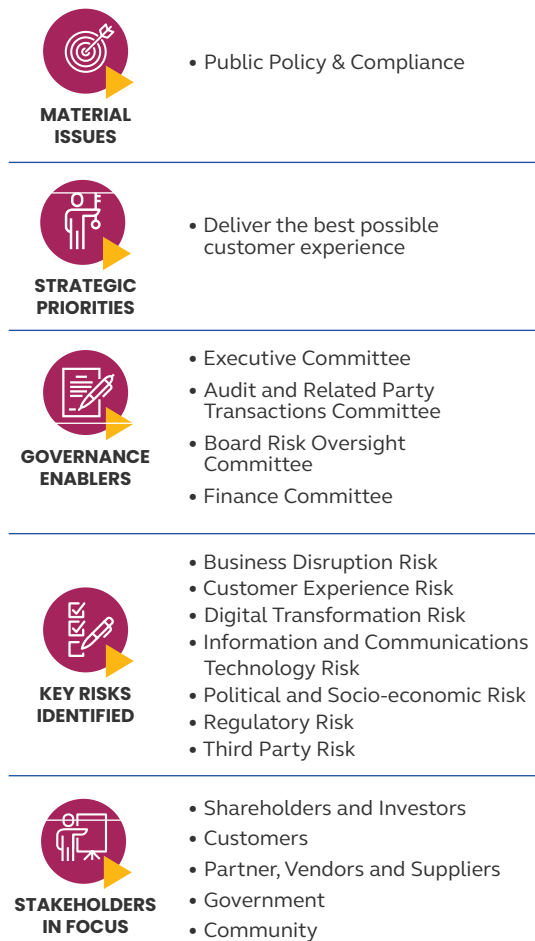 MATERIAL
ISSUES
• Public Policy & Compliance
STRATEGIC
PRIORITIES
• Deliver the best possible
customer experience
GOVERNANCE
ENABLERS
• Executive Committee
• Audit and Related Party
Transactions Committee
• Board Risk Oversight
Committee
• Finance Committee
KEY RISKS
IDENTIFIED
• Business Disruption Risk
• Customer Experience Risk
• Digital Transformation Risk
• Information and Communications
Technology Risk
• Political and Socio-economic Risk
• Regulatory Risk
• Third Party Risk
STAKEHOLDERS
IN FOCUS
• Shareholders and Investors
• Customers
• Partner, Vendors and Suppliers
• Government
• Community